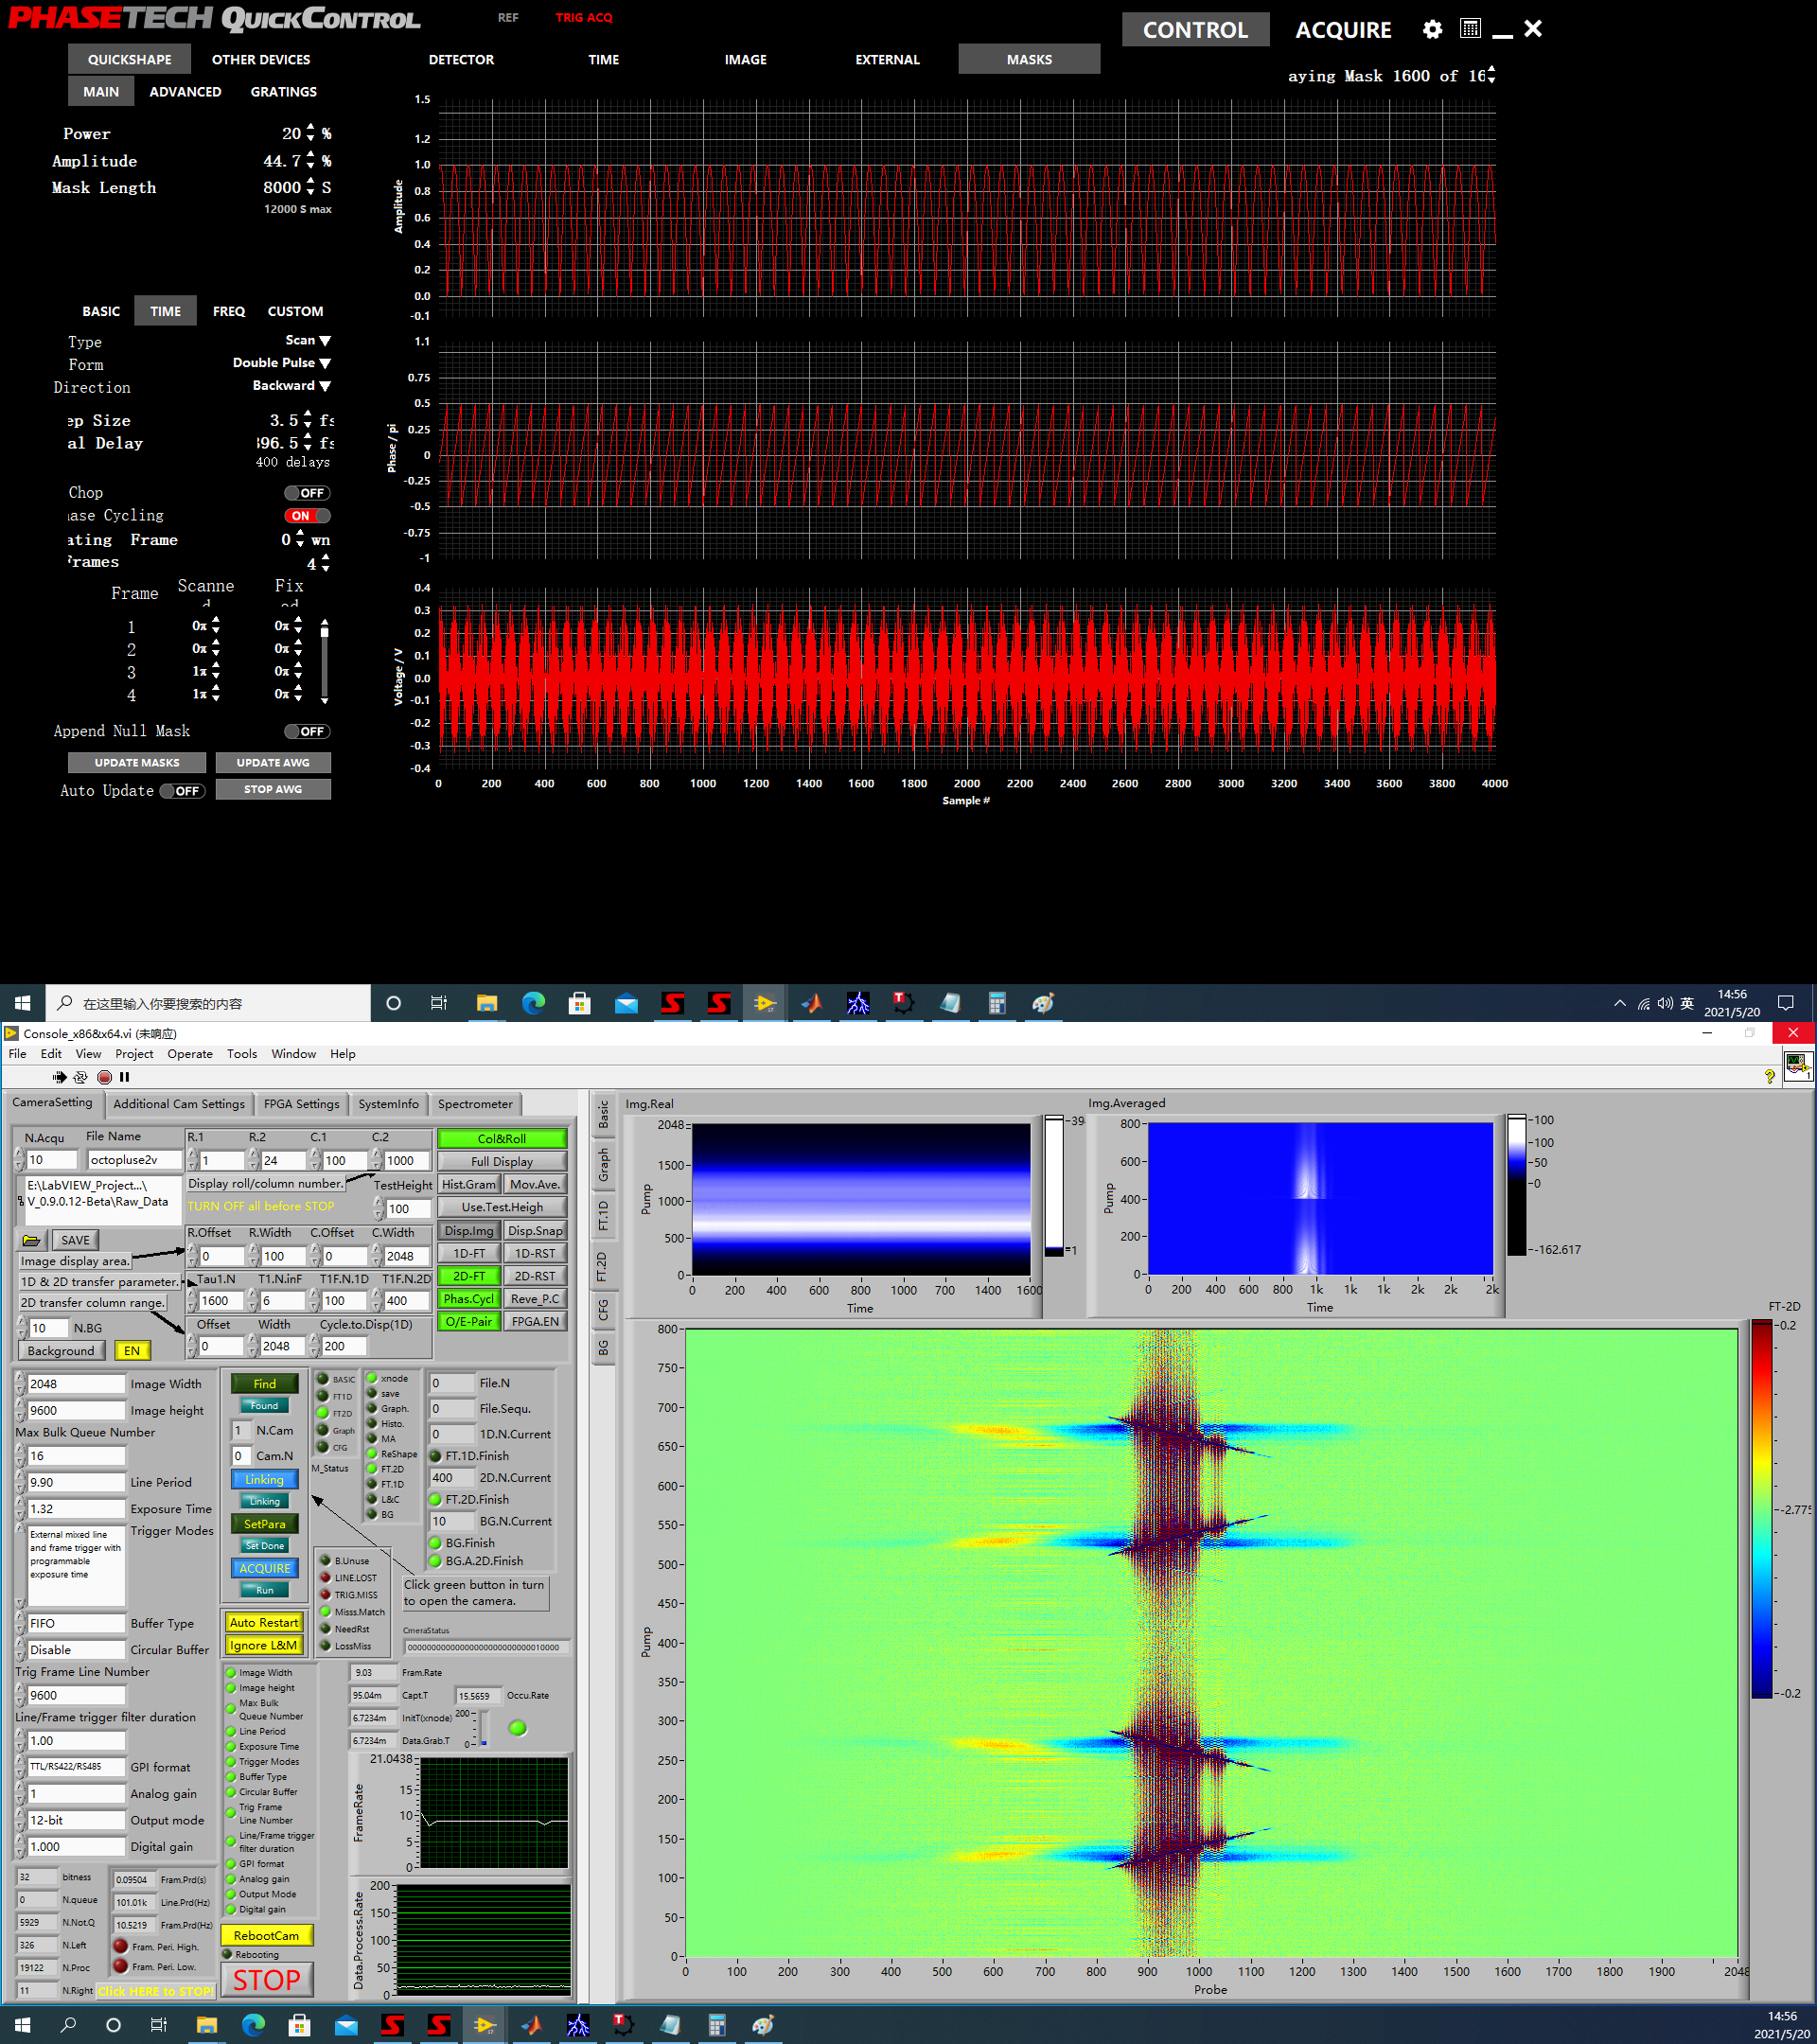 PHASETECH QUICKCONTROL
REF
TRIG ACQ
CONTROL
ACQUIRE
QUICKSHAPE
OTHER DEVICES
DETECTOR
TIME
IMAGE
EXTERNAL
MASKS
MAIN
ADVANCED
GRATINGS
aying Mask 1600 of 16
Power
20 %
Amplitude
44.7 %
Mask Length
8000 S
12000 S max
BASIC
TIME
FREQ
CUSTOM
Type
Scan
Form
Double Pulse
Direction
Backward
ep Size
3.5 fs
al Delay
396.5 fs
400 delays
Chop
OFF
ase Cycling
ON
ating Frame
0 wn
Frames
4
Frame
Scanne
d
Fix
ed
1
0π
0π
2
0π
0π
3
1π
0π
4
1π
0π
Append Null Mask
OFF
UPDATE MASKS
UPDATE AWG
Auto Update
OFF
STOP AWG
Amplitude
1.5
1.2
1.0
0.8
0.6
0.4
0.2
0.0
-0.1
Phase / pi
1.1
0.75
0.5
0.25
0
-0.25
-0.5
-0.75
-1
Voltage / V
0.4
0.3
0.2
0.1
0.0
-0.1
-0.2
-0.3
-0.4
0 200 400 600 800 1000 1200 1400 1600 1800 2000 2200 2400 2600 2800 3000 3200 3400 3600 3800 4000
Sample #
在这里输入你要搜索的内容
英
14:56
2021/5/20
Console_x86&x64.vi (未响应)
File Edit View Project Operate Tools Window Help
CameraSetting
Additional Cam Settings
FPGA Settings
SystemInfo
Spectrometer
N.Acqu
File Name
R.1
R.2
C.1
C.2
10
octopluse2v
1
24
100
1000
E:\LabVIEW_Project...\
V_0.9.0.12-Beta\Raw_Data
Display roll/column number.
TestHeight
TURN OFF all before STOP
100
SAVE
R.Offset
R.Width
C.Offset
C.Width
0
100
0
2048
Image display area.
1D & 2D transfer parameter.
Tau1.N
T1.N.inF
T1F.N.1D
T1F.N.2D
1600
6
100
400
2D transfer column range.
10
N.BG
Offset
Width
Cycle.to.Disp(1D)
0
2048
200
Background
EN
Col&Roll
Full Display
Hist.Gram
Mov.Ave.
Use.Test.Heigh
Disp.Img
Disp.Snap
1D-FT
1D-RST
2D-FT
2D-RST
Phas.Cycl
Reve_P.C
O/E-Pair
FPGA.EN
2048
Image Width
9600
Image height
Max Bulk Queue Number
16
9.90
Line Period
1.32
Exposure Time
External mixed line
and frame trigger with
programmable
exposure time
Trigger Modes
FIFO
Buffer Type
Disable
Circular Buffer
Trig Frame Line Number
9600
Line/Frame trigger filter duration
1.00
TTL/RS422/RS485
GPI format
1
Analog gain
12-bit
Output mode
1.000
Digital gain
Find
Found
1
N.Cam
0
Cam.N
Linking
Linking
SetPara
Set Done
ACQUIRE
Run
Auto Restart
Ignore L&M
BASIC
FT1D
FT2D
Graph
CFG
M_Status
xnode
save
Graph.
Histo.
MA
ReShape
FT.2D
FT.1D
L&C
BG
0
File.N
0
File.Sequ.
0
1D.N.Current
FT.1D.Finish
400
2D.N.Current
FT.2D.Finish
10
BG.N.Current
BG.Finish
BG.A.2D.Finish
B.Unuse
LINE.LOST
TRIG.MISS
Misss.Match
NeedRst
LossMiss
Click green button in turn
to open the camera.
CmeraStatus
Image Width
Image height
Max Bulk
Queue Number
Line Period
Exposure Time
Trigger Modes
Buffer Type
Circular Buffer
Trig Frame
Line Number
Line/Frame trigger
filter duration
GPI format
Analog gain
Output Mode
Digital gain
9.03
Fram.Rate
95.04m
Capt.T
15.5659
Occu.Rate
6.7234m
InitT(xnode)
200
6.7234m
Data.Grab.T
0
FrameRate
21.0438
15
10
5
0
Data.Process.Rate
200
150
100
50
0
32
bitness
0
N.queue
5929
N.Not.Q
326
N.Left
19122
N.Proc
11
N.Right
0.09504
Fram.Prd(s)
101.01k
Line.Prd(Hz)
10.5219
Fram.Prd(Hz)
Fram. Peri. High.
Fram. Peri. Low.
Click HERE to STOP!
RebootCam
Rebooting
STOP
Basic
Graph
FT.1D
FT.2D
CFG
BG
Img.Real
Pump
2048
1500
1000
500
0
0 200 400 600 800 1000 700 1400 1600
Time
39
1
Img.Averaged
Pump
800
600
400
200
0
0 200 400 600 800 1k 1k 1k 2k 2k 2k
Time
100
100
50
0
-162.617
FT-2D
-0.2
-2.775
-0.2
Pump
Pump
800
750
700
650
600
550
500
450
400
350
300
250
200
150
100
50
0
0 100 200 300 400 500 600 700 800 900 1000 1100 1200 1300 1400 1500 1600 1700 1800 1900 2048
Probe
14:56
2021/5/20